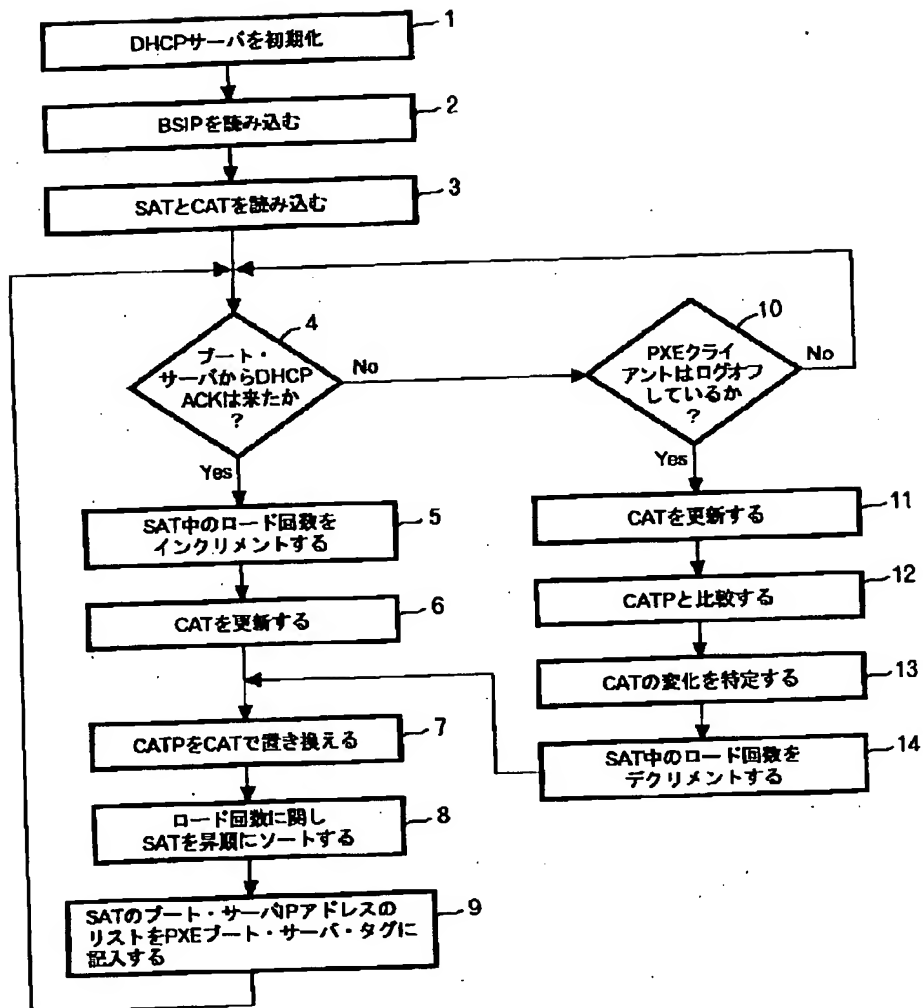 DHCPサーバを初期化
1
BSIPを読み込む
2
SATとCATを読み込む
3
ブート・
サーバからDHCP
ACKは来たか
?
4
No
Yes
PXEクライ
アントはログオフ
しているか
?
10
No
Yes
SAT中のロード回数を
インクリメントする
5
CATを更新する
6
CATPをCATで置き換える
7
ロード回数に関し
SATを昇順にソートする
8
SATのブート・サーバIPアドレスの
リストをPXEブート・サーバ・タグに
記入する
9
CATを更新する
11
CATPと比較する
12
CATの変化を特定する
13
SAT中のロード回数を
デクリメントする
14